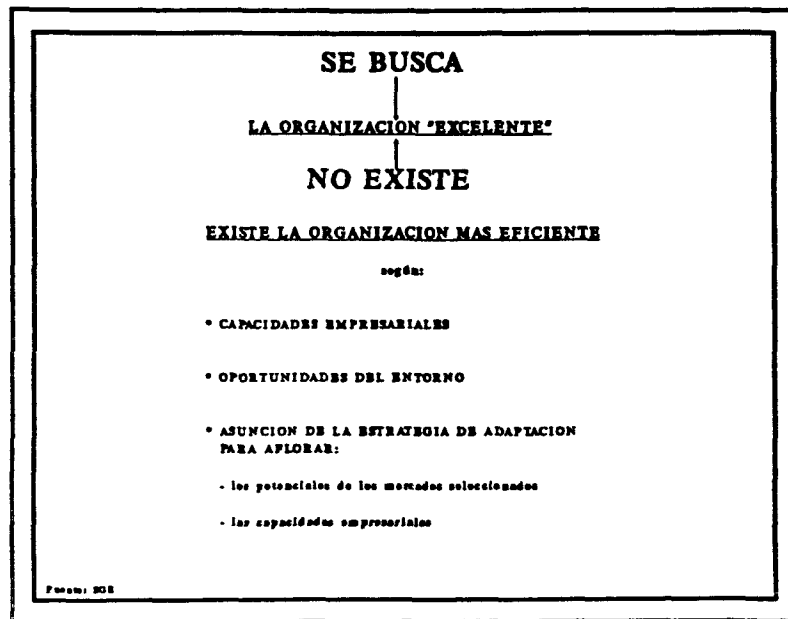 SE BUSCA
LA ORGANIZACION "EXCELENTE"
NO EXISTE
EXISTE LA ORGANIZACION MAS EFICIENTE
según:
* CAPACIDADES EMPRESARIALES
* OPORTUNIDADES DEL ENTORNO
* ASUNCION DE LA ESTRATEGIA DE ADAPTACION
PARA AFLORAR:
- los potenciales de los mercados seleccionados
- las capacidades empresariales
Fuente: